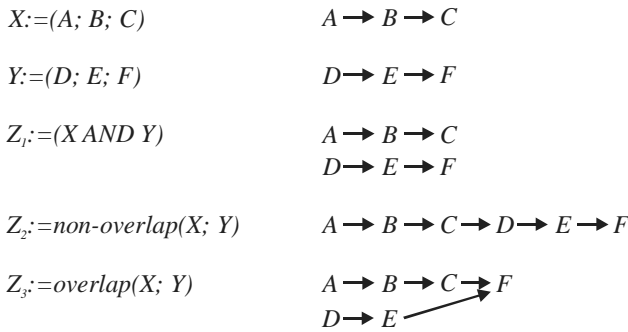 X:=(A; B; C) A → B → C
Y:=(D; E; F) D → E → F
Z₁:=(X AND Y) A → B → C
D → E → F
Z₂:=non-overlap(X; Y) A → B → C → D → E → F
Z₃:=overlap(X; Y) A → B → C → F
D → E